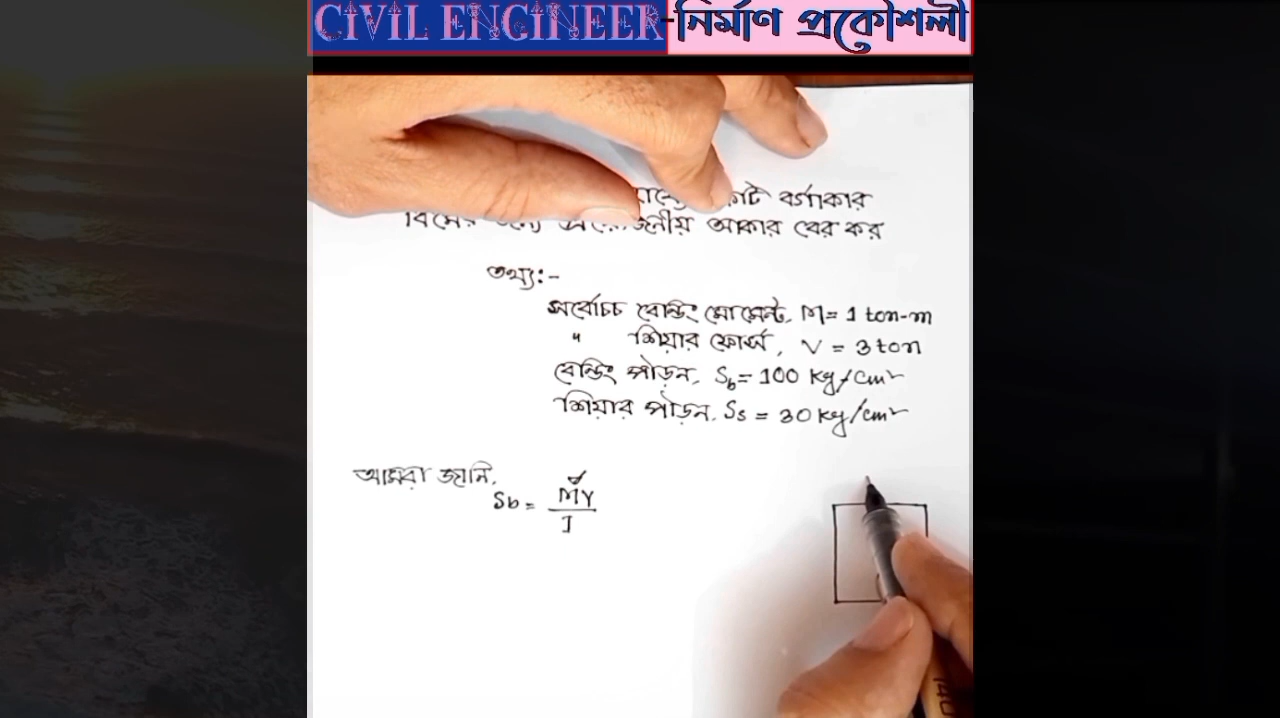 CIVIL ENGINEER-নির্মাণ প্রকৌশলী
বর্গাকার
আকার বের কর
তথ্য:-
সর্বোচ্চ বেন্ডিং মোমেন্ট, M = 1 ton-m
" শিয়ার ফোর্স, V = 3 ton
বেন্ডিং পীড়ন, Sb = 100 kg/cm²
শিয়ার পীড়ন, Ss = 30 kg/cm²
আমরা জানি,
Sb = MY/I